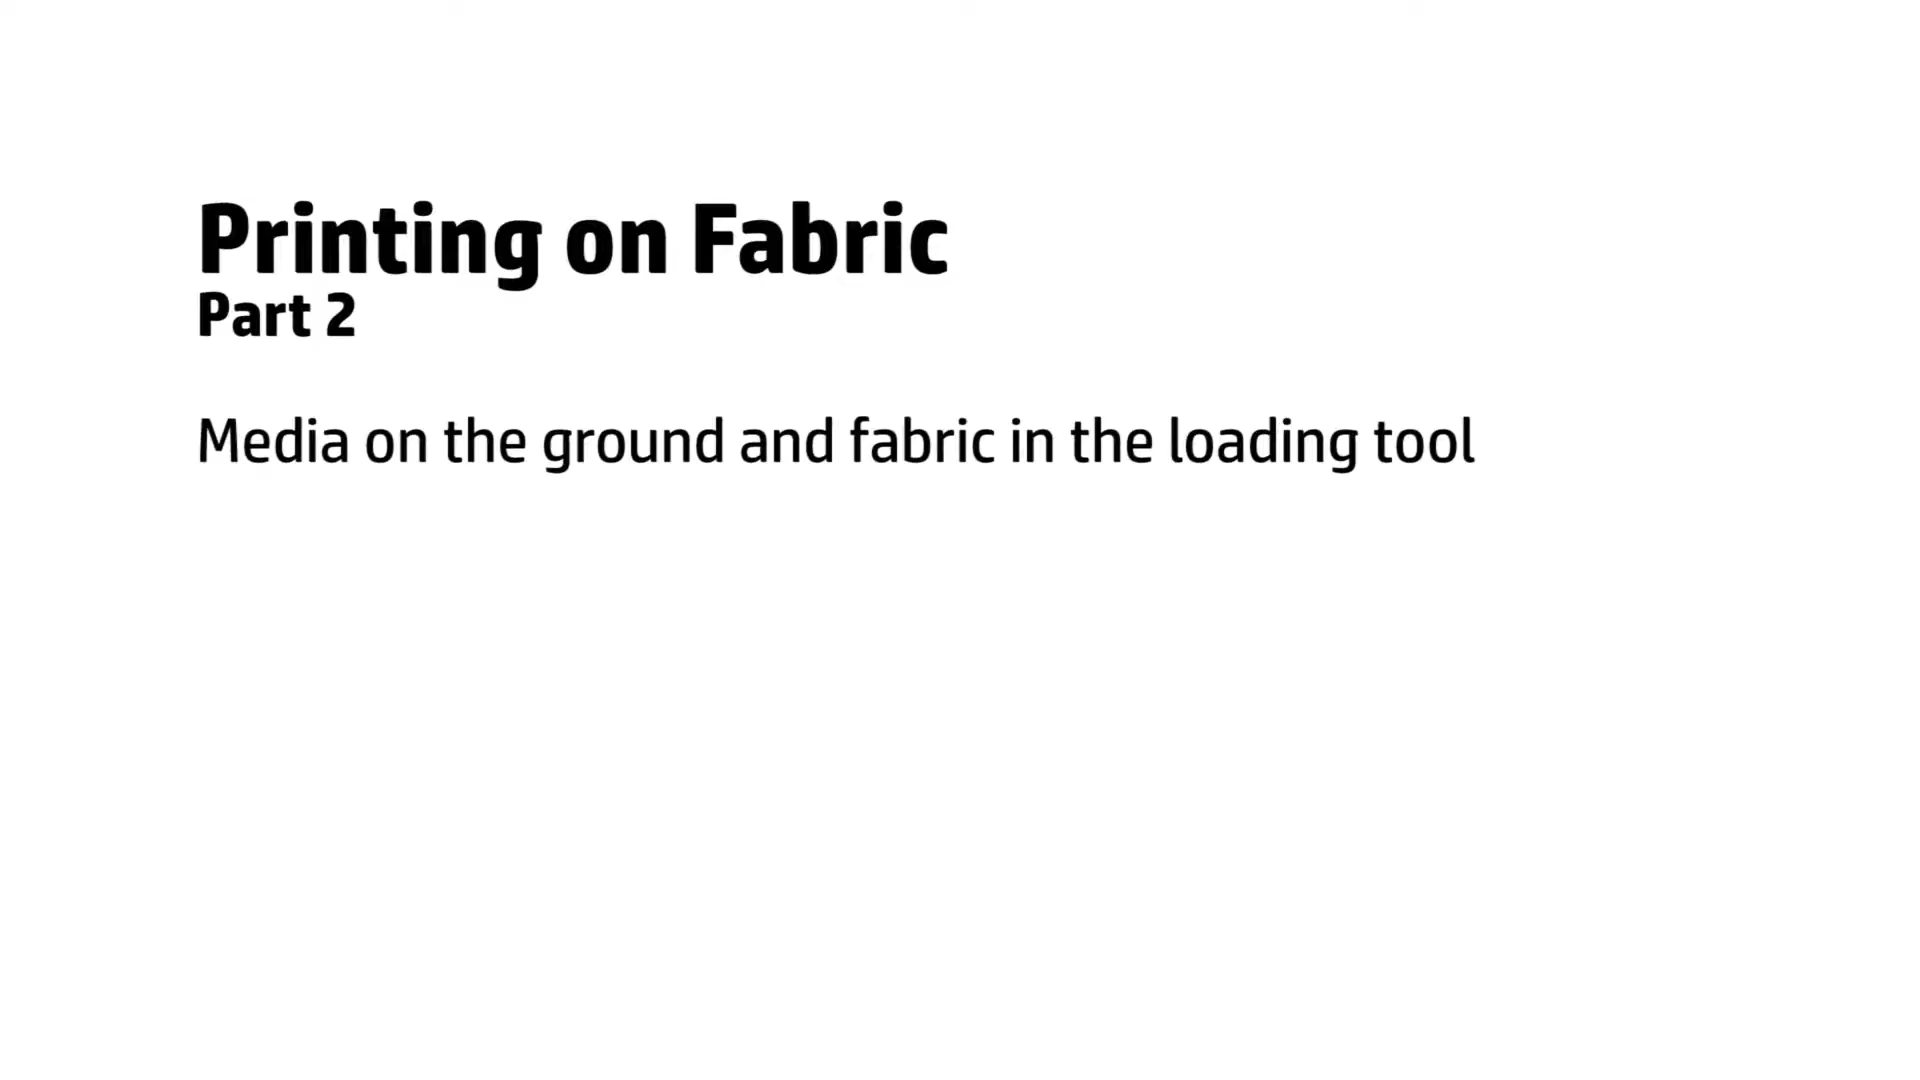 Printing on Fabric
Part 2
Media on the ground and fabric in the loading tool